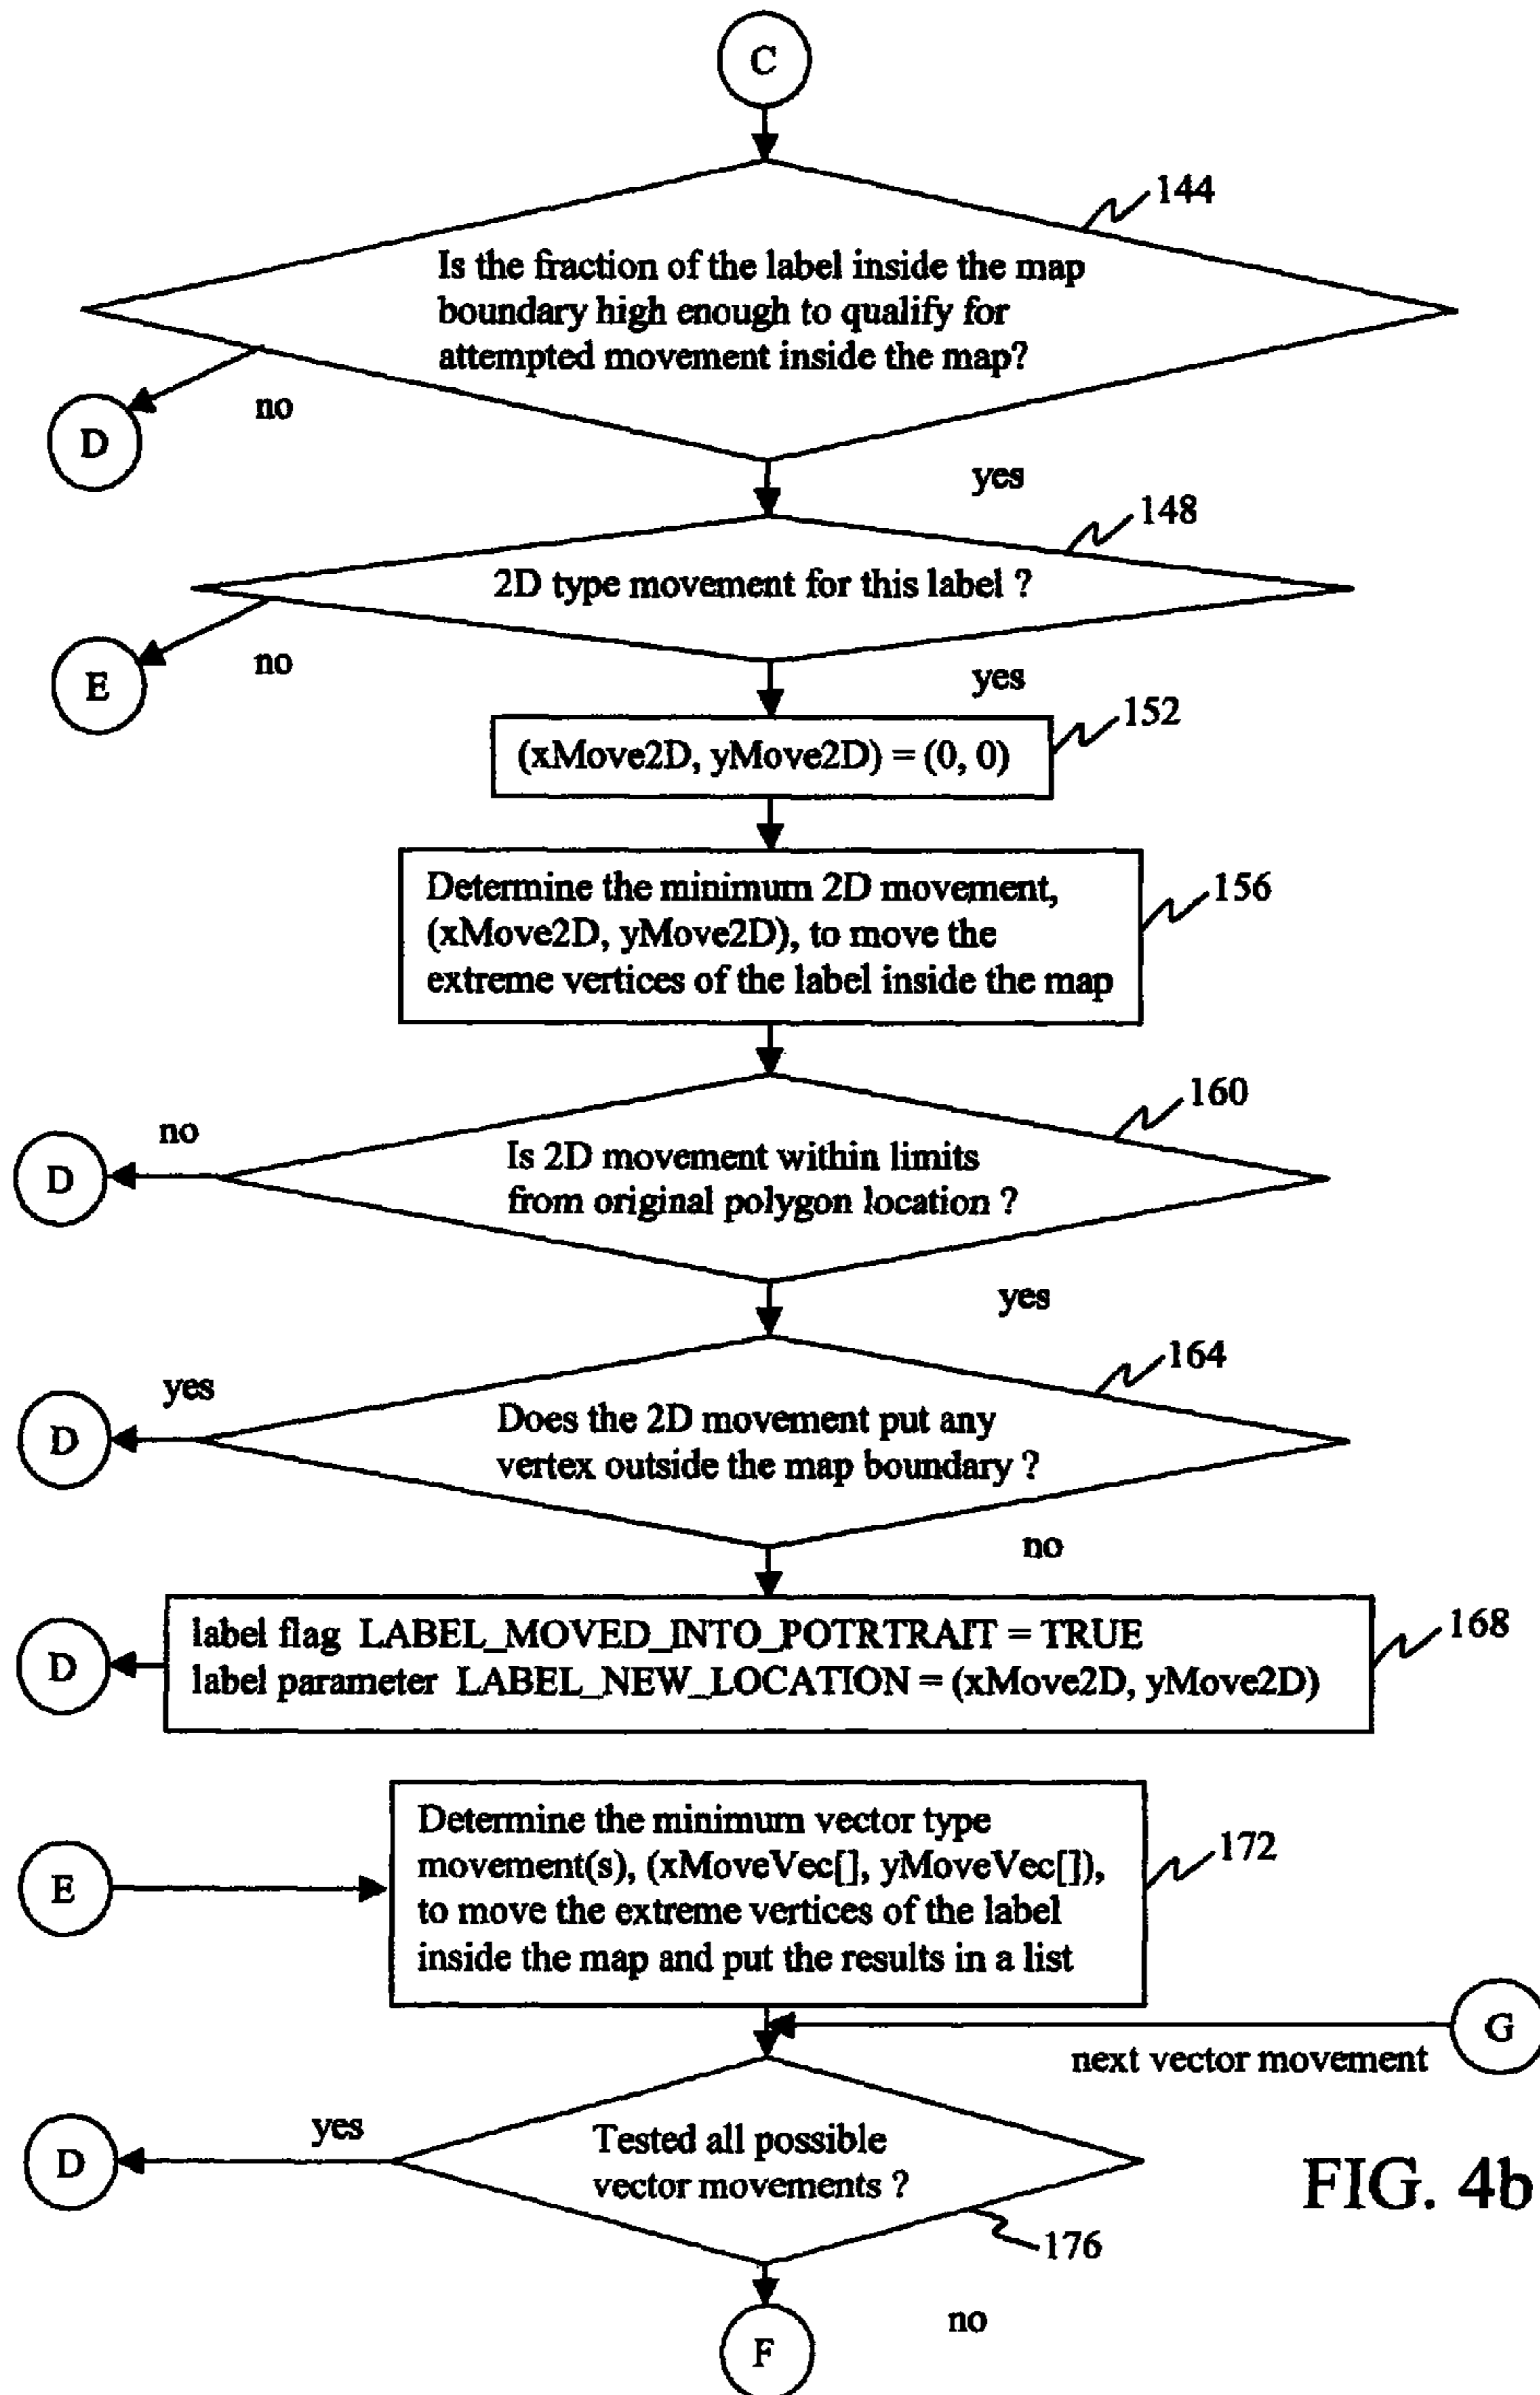 C
144
Is the fraction of the label inside the map
boundary high enough to qualify for
attempted movement inside the map?
no
D
yes
148
2D type movement for this label ?
no
E
yes
152
(xMove2D, yMove2D) = (0, 0)
156
Determine the minimum 2D movement,
(xMove2D, yMove2D), to move the
extreme vertices of the label inside the map
160
no
D
Is 2D movement within limits
from original polygon location ?
yes
164
yes
D
Does the 2D movement put any
vertex outside the map boundary ?
no
168
D
label flag LABEL_MOVED_INTO_POTRTRAIT = TRUE
label parameter LABEL_NEW_LOCATION = (xMove2D, yMove2D)
Determine the minimum vector type
movement(s), (xMoveVec[], yMoveVec[]),
to move the extreme vertices of the label
inside the map and put the results in a list
172
E
G
next vector movement
yes
D
Tested all possible
vector movements ?
FIG. 4b
176
no
F